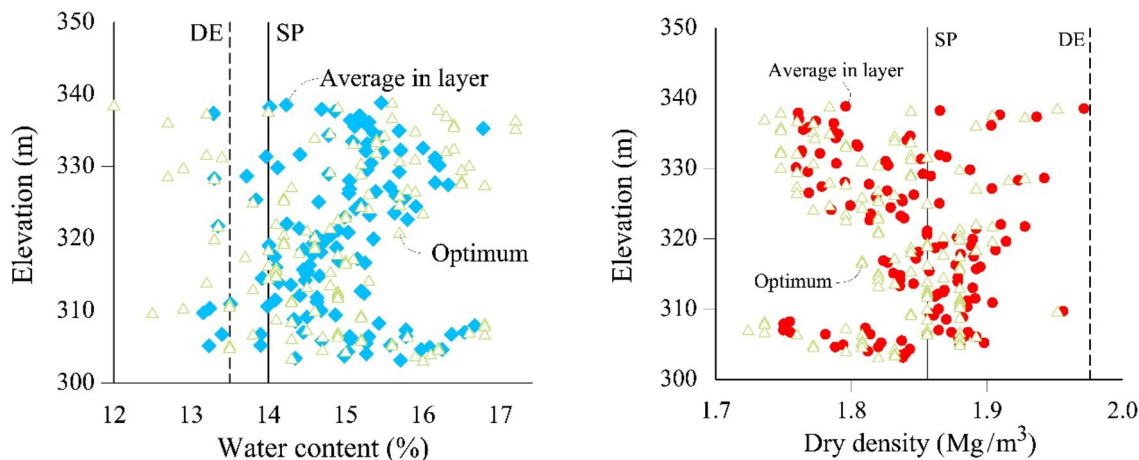 350
DE
SP
Average in layer
340
330
Optimum
320
310
300
12
13
14
15
16
17
Elevation (m)
Water content (%)
350
SP
DE
Average in layer
340
330
320
Optimum
310
300
1.7
1.8
1.9
2.0
Elevation (m)
Dry density (Mg/m³)